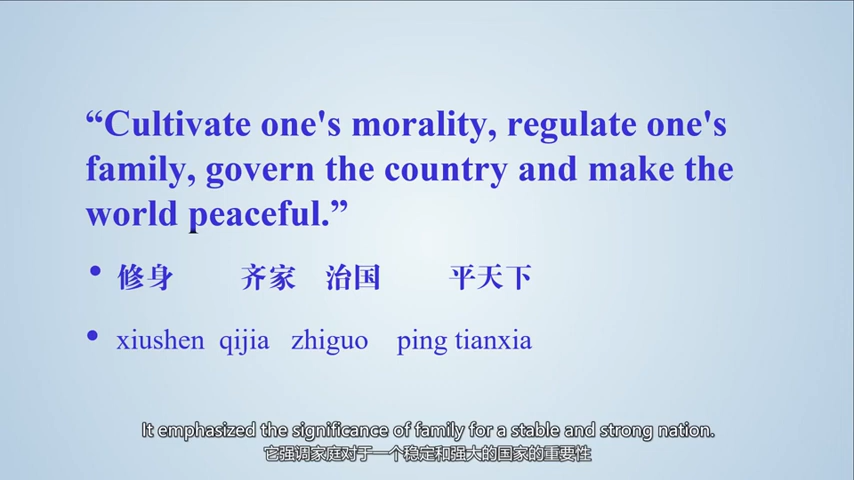 “Cultivate one's morality, regulate one's
family, govern the country and make the
world peaceful.”
• 修身 齐家 治国 平天下
• xiushen qijia zhiguo ping tianxia
It emphasized the significance of family for a stable and strong nation.
它强调家庭对于一个稳定和强大的国家的重要性